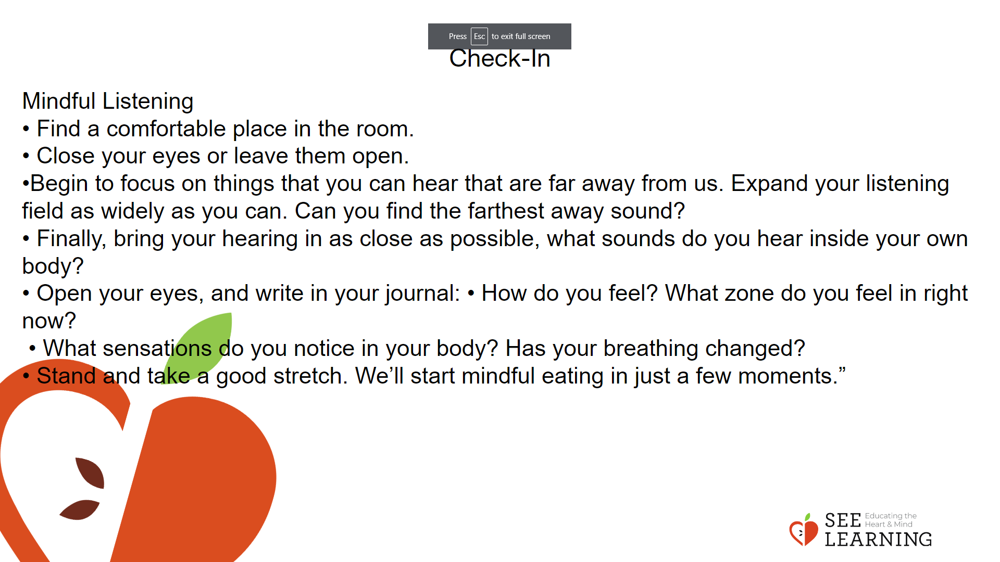 Press Esc to exit full screen
Check-In
Mindful Listening
• Find a comfortable place in the room.
• Close your eyes or leave them open.
•Begin to focus on things that you can hear that are far away from us. Expand your listening
field as widely as you can. Can you find the farthest away sound?
• Finally, bring your hearing in as close as possible, what sounds do you hear inside your own
body?
• Open your eyes, and write in your journal: • How do you feel? What zone do you feel in right
now?
• What sensations do you notice in your body? Has your breathing changed?
• Stand and take a good stretch. We’ll start mindful eating in just a few moments.”
SEE
Educating the
Heart & Mind
LEARNING